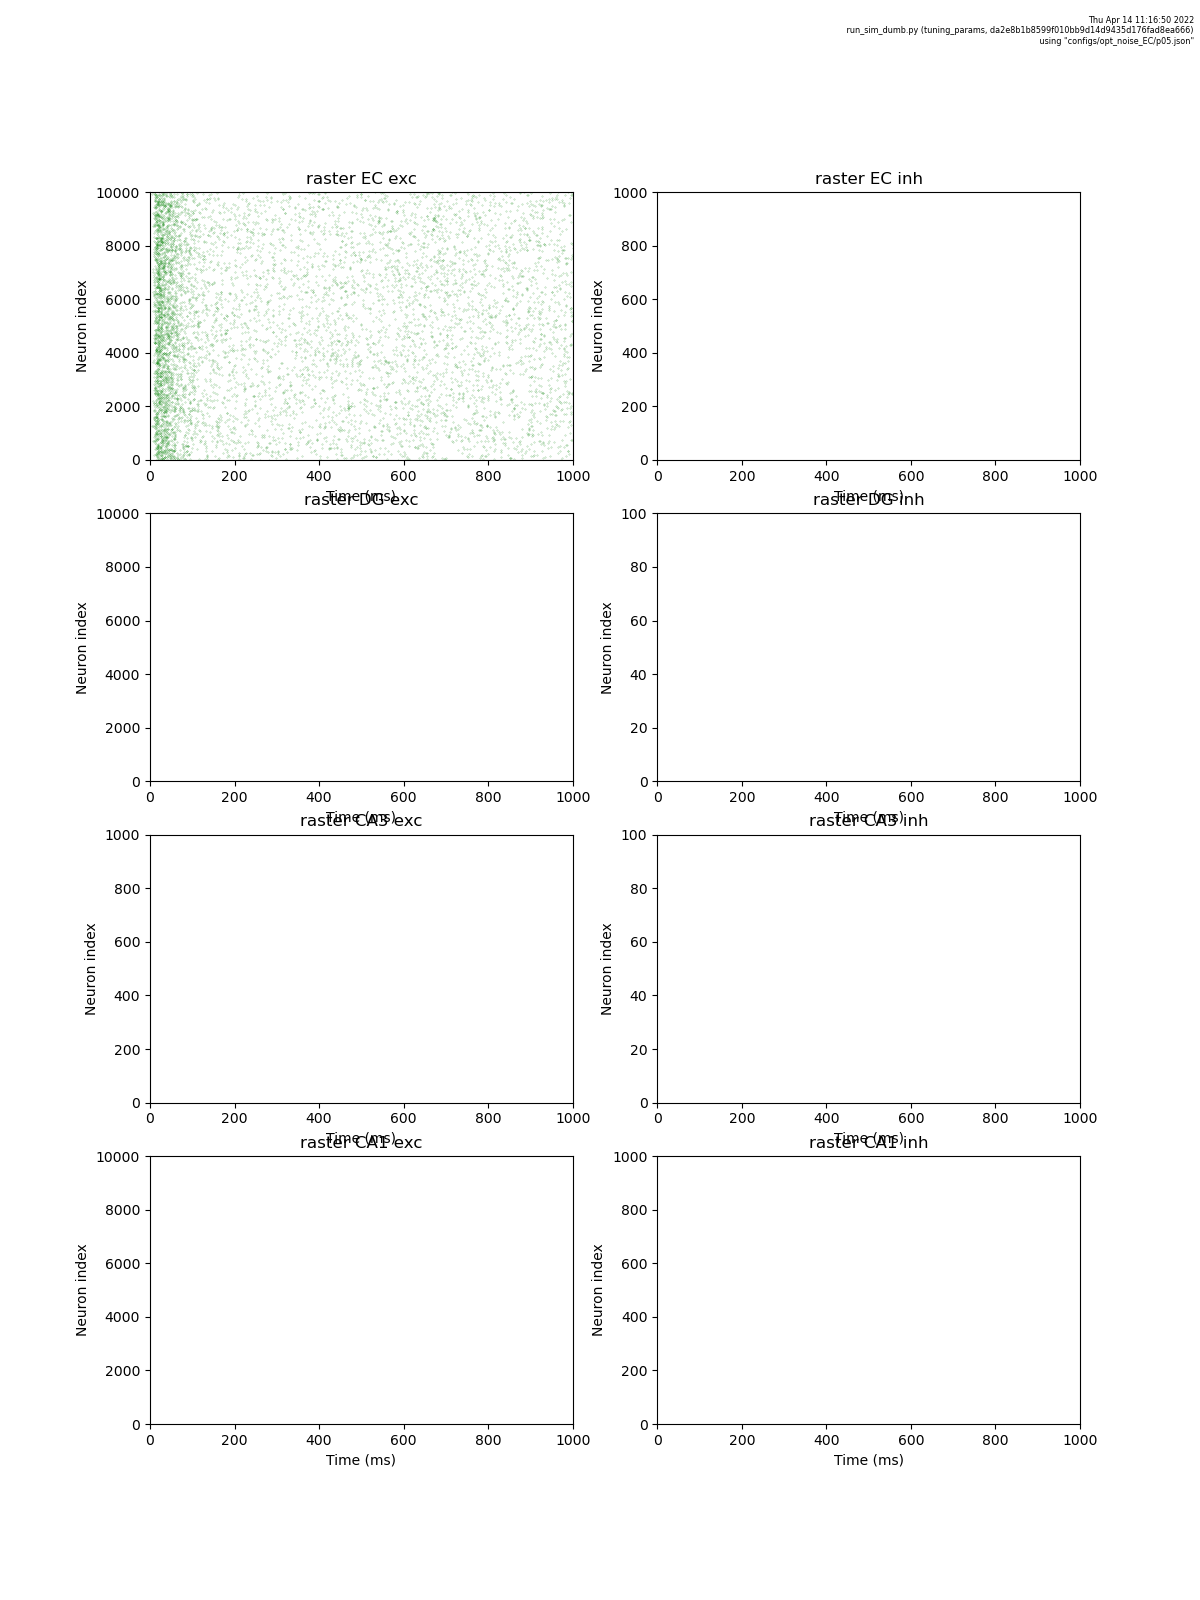 Thu Apr 14 11:16:50 2022
run_sim_dumb.py (tuning_params, da2e8b1b8599f010bb9d14d9435d176fad8ea666)
using "configs/opt_noise_EC/p05.json"
raster EC exc
10000
8000
6000
4000
2000
0
Neuron index
0 200 400 600 800 1000
Time (ms)
raster EC inh
1000
800
600
400
200
0
Neuron index
0 200 400 600 800 1000
Time (ms)
raster DG exc
10000
8000
6000
4000
2000
0
Neuron index
0 200 400 600 800 1000
Time (ms)
raster DG inh
100
80
60
40
20
0
Neuron index
0 200 400 600 800 1000
Time (ms)
raster CA3 exc
1000
800
600
400
200
0
Neuron index
0 200 400 600 800 1000
Time (ms)
raster CA3 inh
100
80
60
40
20
0
Neuron index
0 200 400 600 800 1000
Time (ms)
raster CA1 exc
10000
8000
6000
4000
2000
0
Neuron index
0 200 400 600 800 1000
Time (ms)
raster CA1 inh
1000
800
600
400
200
0
Neuron index
0 200 400 600 800 1000
Time (ms)